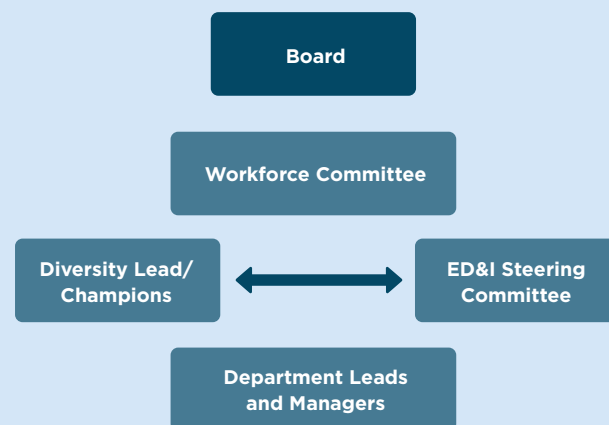 Board
Workforce Committee
Diversity Lead/
Champions
ED&I Steering
Committee
Department Leads
and Managers